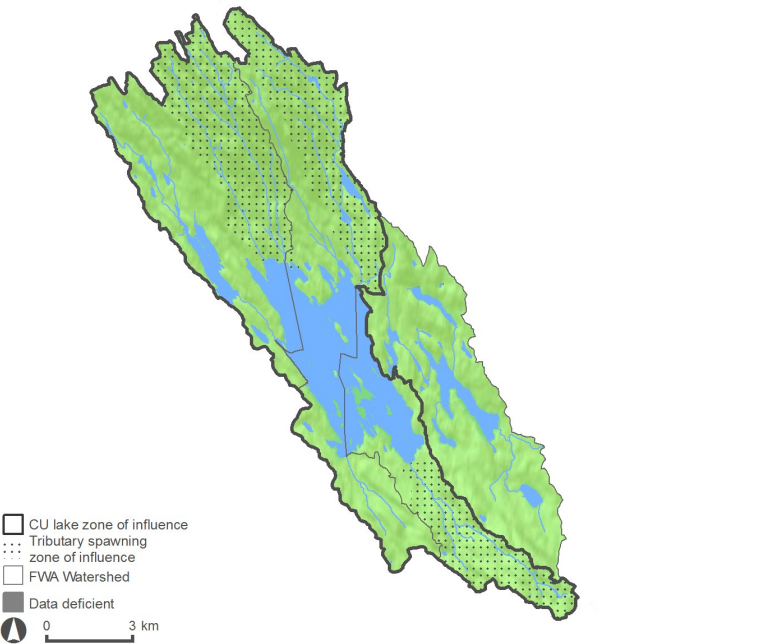 CU lake zone of influence
Tributary spawning
zone of influence
FWA Watershed
Data deficient
0 3 km